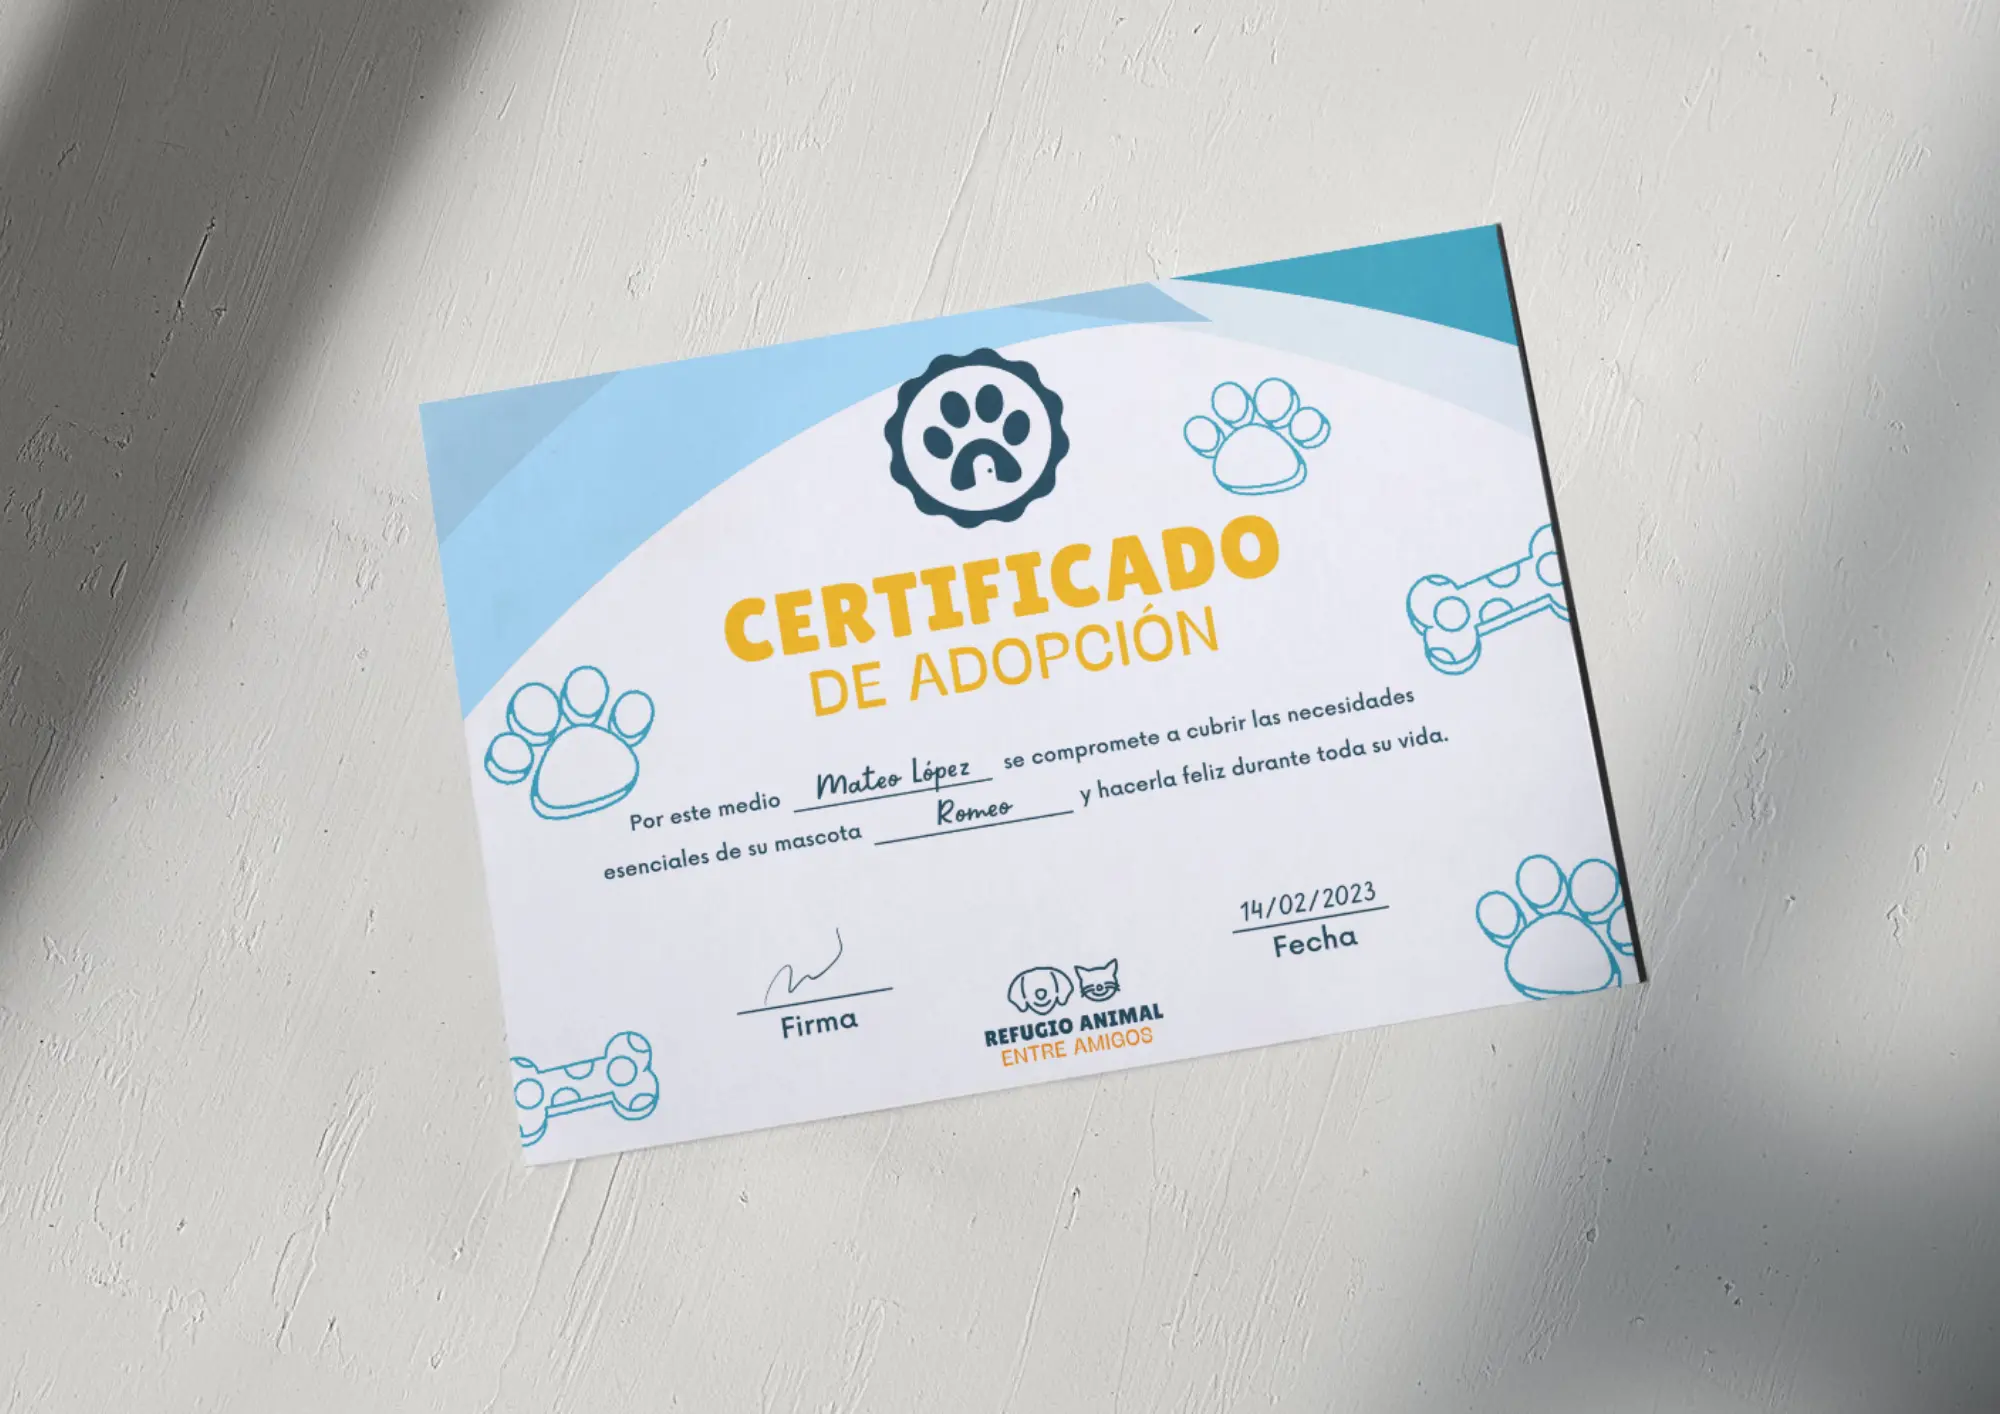 CERTIFICADO
DE ADOPCIÓN
Por este medio Mateo López se compromete a cubrir las necesidades
esenciales de su mascota Romeo y hacerla feliz durante toda su vida.
14/02/2023
Fecha
Firma
REFUGIO ANIMAL
ENTRE AMIGOS